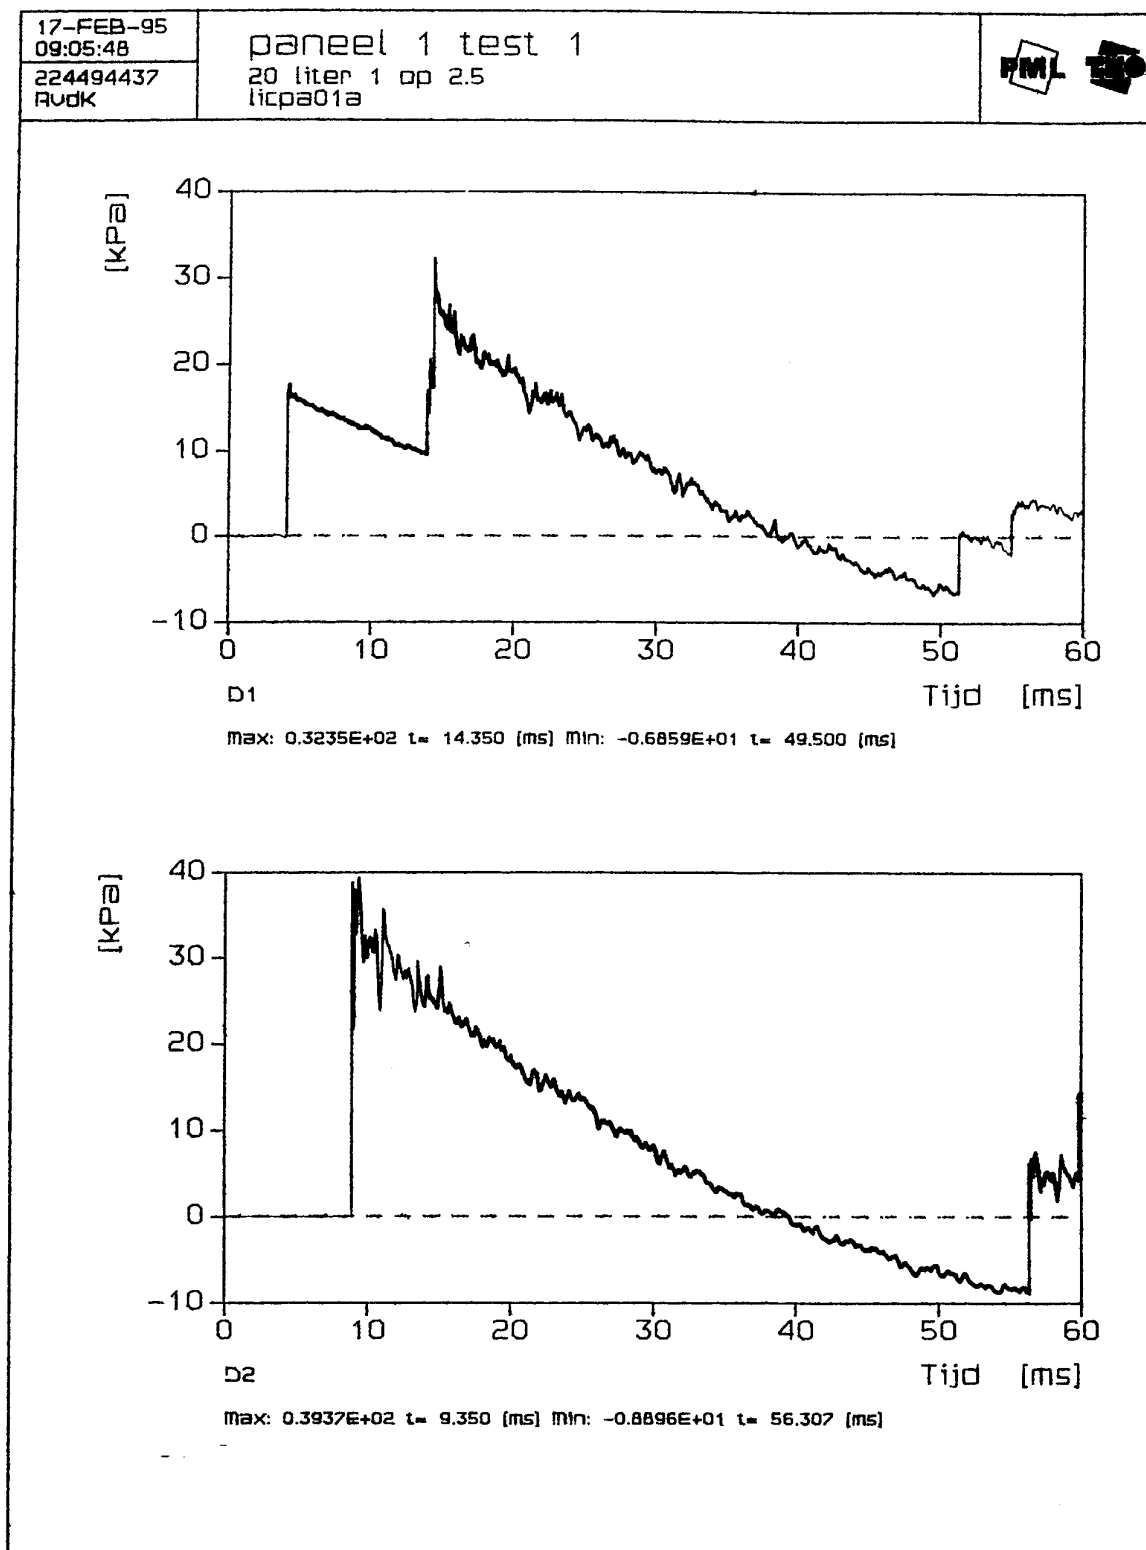 17-FEB-95
09:05:48
224494437
AvdK
paneel 1 test 1
20 liter 1 op 2.5
licpa01a
PML TNO
[kPa]
40
30
20
10
0
-10
0 10 20 30 40 50 60
D1
Tijd [ms]
Max: 0.3235E+02 t= 14.350 [ms] Min: -0.6859E+01 t= 49.500 [ms]
[kPa]
40
30
20
10
0
-10
0 10 20 30 40 50 60
D2
Tijd [ms]
Max: 0.3937E+02 t= 9.350 [ms] Min: -0.8896E+01 t= 56.307 [ms]